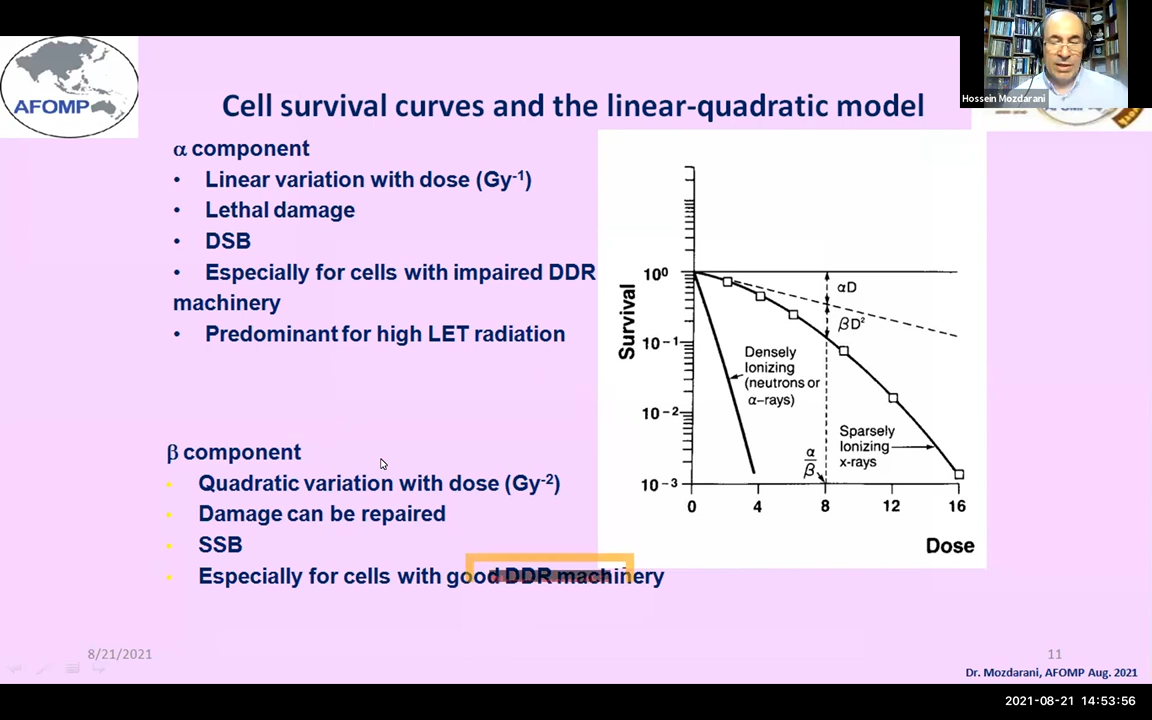 AFOMP
Hossein Mozdarani
Cell survival curves and the linear-quadratic model
α component
• Linear variation with dose (Gy-1)
• Lethal damage
• DSB
• Especially for cells with impaired DDR
machinery
• Predominant for high LET radiation
β component
• Quadratic variation with dose (Gy-2)
• Damage can be repaired
• SSB
• Especially for cells with good DDR machinery
Survival
10⁰
10⁻¹
10⁻²
10⁻³
αD
βD²
Densely
Ionizing
(neutrons or
α-rays)
Sparsely
Ionizing
x-rays
α
β
0 4 8 12 16
Dose
8/21/2021
11
Dr. Mozdarani, AFOMP Aug. 2021
2021-08-21 14:53:56